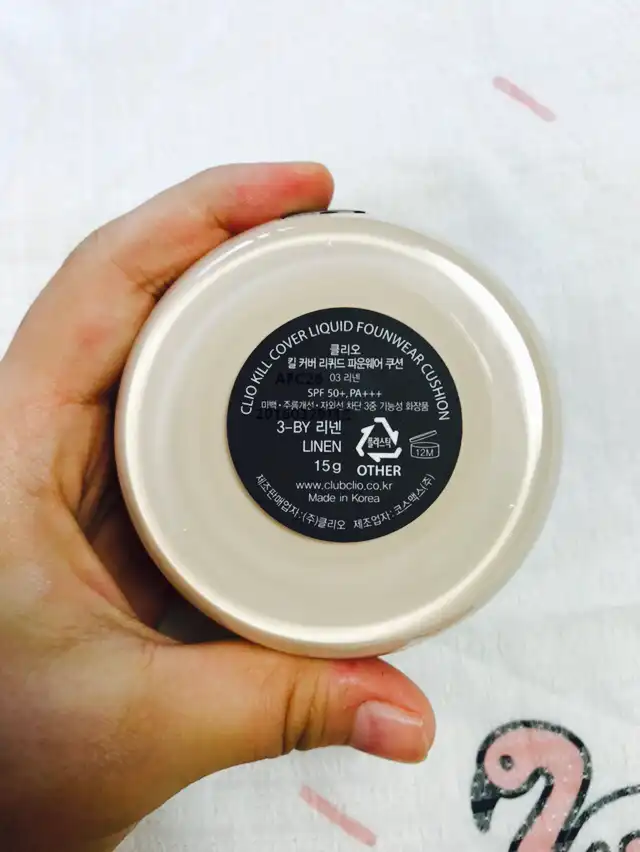 CLIO KILL COVER LIQUID FOUNWEAR CUSHION
클리오
킬 커버 리퀴드 파운웨어 쿠션
03 리넨
SPF 50+, PA+++
미백·주름개선·자외선 차단 3중 기능성 화장품
3-BY 리넨
LINEN
15g
플라스틱
OTHER
12M
www.clubclio.co.kr
Made in Korea
제조판매업자:(주)클리오 제조업자:코스맥스(주)